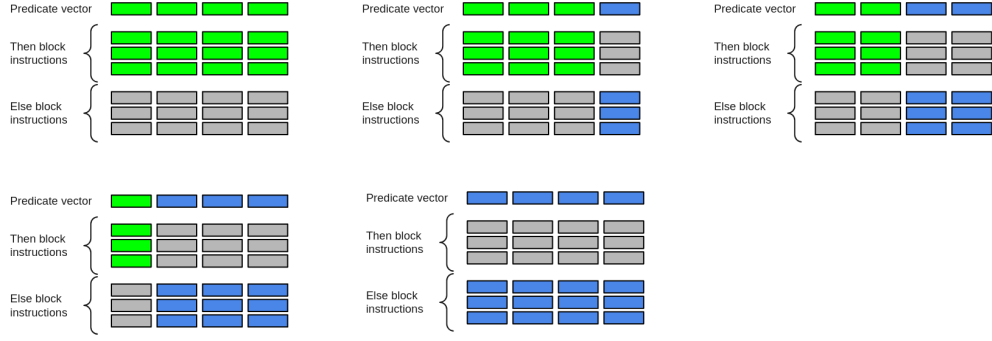 Predicate vector
Then block
instructions
Else block
instructions
Predicate vector
Then block
instructions
Else block
instructions
Predicate vector
Then block
instructions
Else block
instructions
Predicate vector
Then block
instructions
Else block
instructions
Predicate vector
Then block
instructions
Else block
instructions